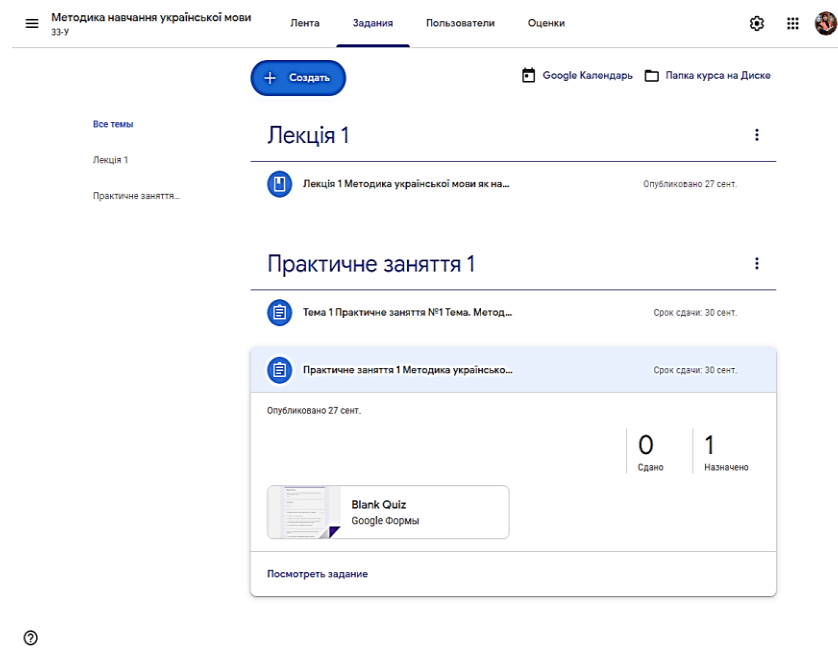 Методика навчання української мови
33-У
Лента
Задания
Пользователи
Оценки
Создать
Google Календарь
Папка курса на Диске
Все темы
Лекція 1
Практичне заняття...
Лекція 1
Лекція 1 Методика української мови як на...
Опубликовано 27 сент.
Практичне заняття 1
Тема 1 Практичне заняття №1 Тема. Метод...
Срок сдачи: 30 сент.
Практичне заняття 1 Методика українсько...
Срок сдачи: 30 сент.
Опубликовано 27 сент.
0
Сдано
1
Назначено
Blank Quiz
Google Формы
Посмотреть задание